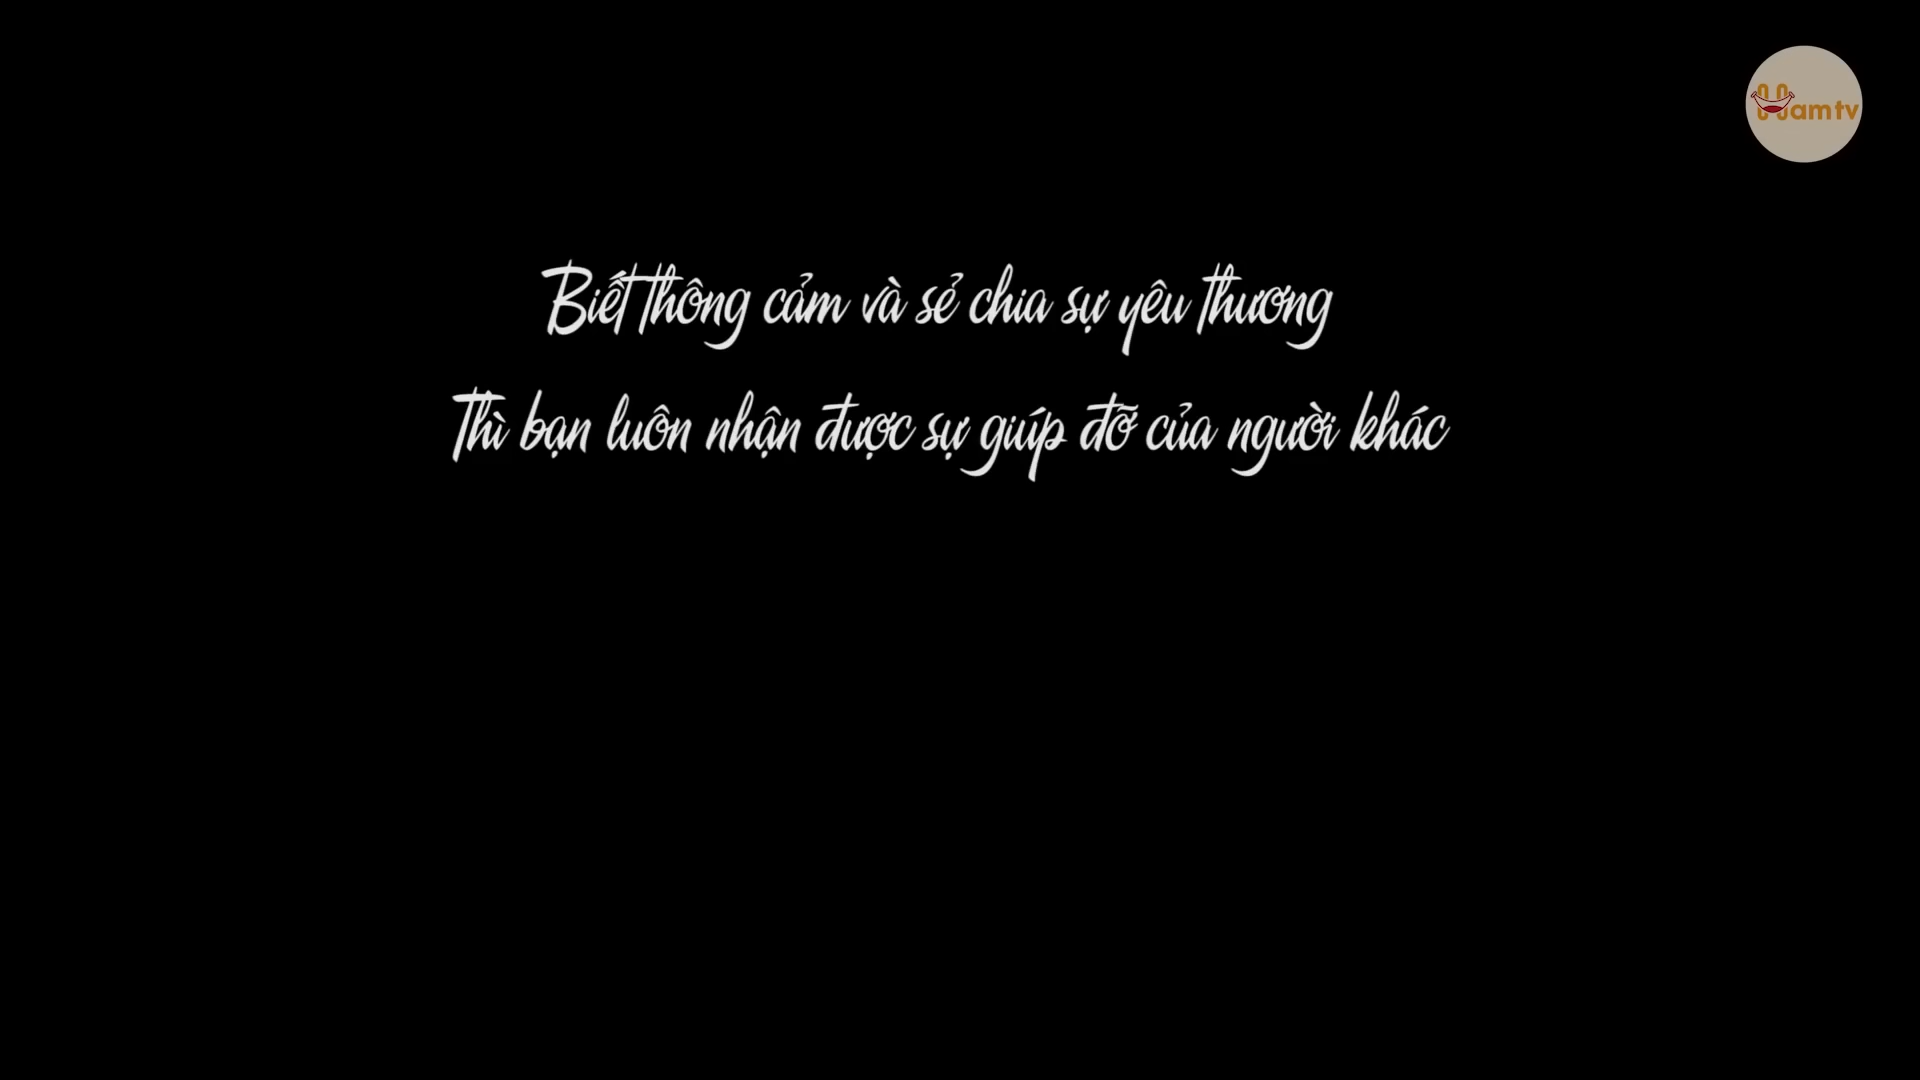 Hamtv
Biết thông cảm và sẻ chia sự yêu thương
Thì bạn luôn nhận được sự giúp đỡ của người khác